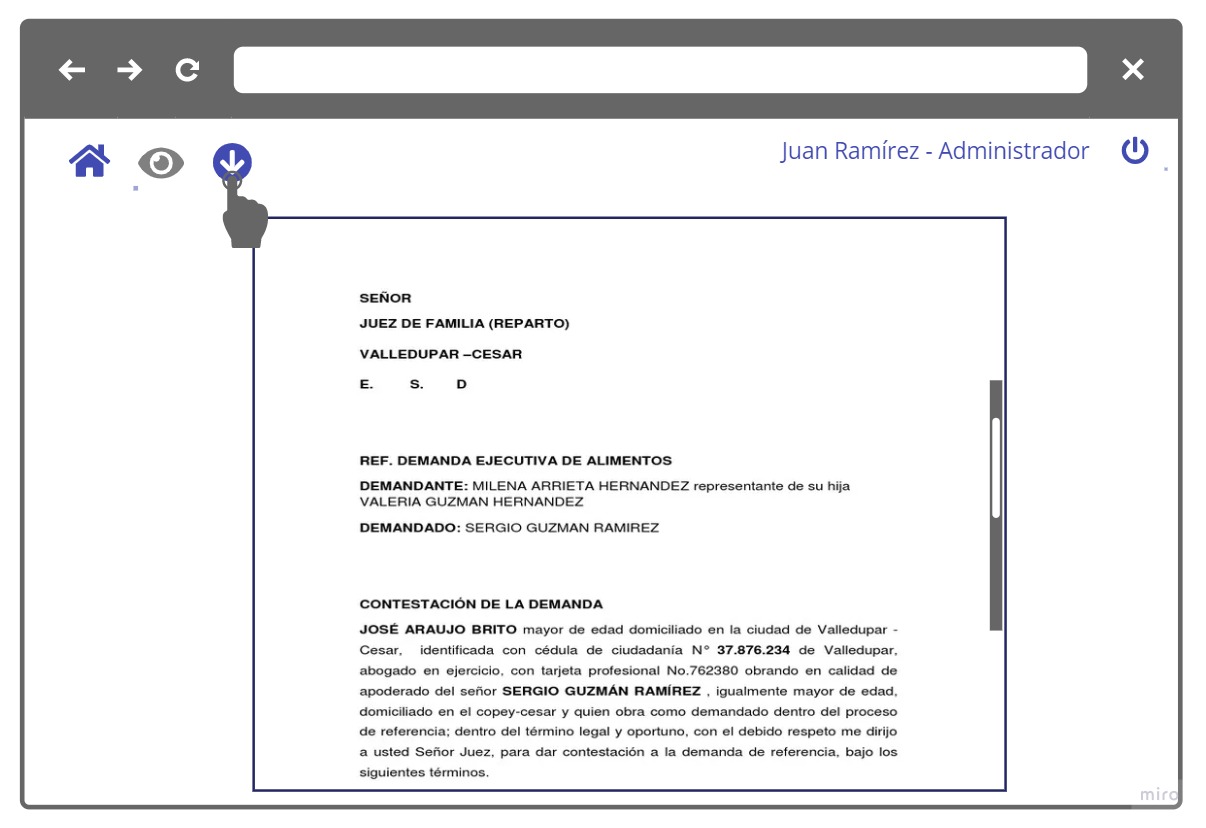 Juan Ramírez - Administrador
SEÑOR
JUEZ DE FAMILIA (REPARTO)
VALLEDUPAR –CESAR
E. S. D
REF. DEMANDA EJECUTIVA DE ALIMENTOS
DEMANDANTE: MILENA ARRIETA HERNANDEZ representante de su hija
VALERIA GUZMAN HERNANDEZ
DEMANDADO: SERGIO GUZMAN RAMIREZ
CONTESTACIÓN DE LA DEMANDA
JOSÉ ARAUJO BRITO mayor de edad domiciliado en la ciudad de Valledupar -
Cesar, identificada con cédula de ciudadanía N° 37.876.234 de Valledupar,
abogado en ejercicio, con tarjeta profesional No.762380 obrando en calidad de
apoderado del señor SERGIO GUZMÁN RAMÍREZ , igualmente mayor de edad,
domiciliado en el copey-cesar y quien obra como demandado dentro del proceso
de referencia; dentro del término legal y oportuno, con el debido respeto me dirijo
a usted Señor Juez, para dar contestación a la demanda de referencia, bajo los
siguientes términos.
miro